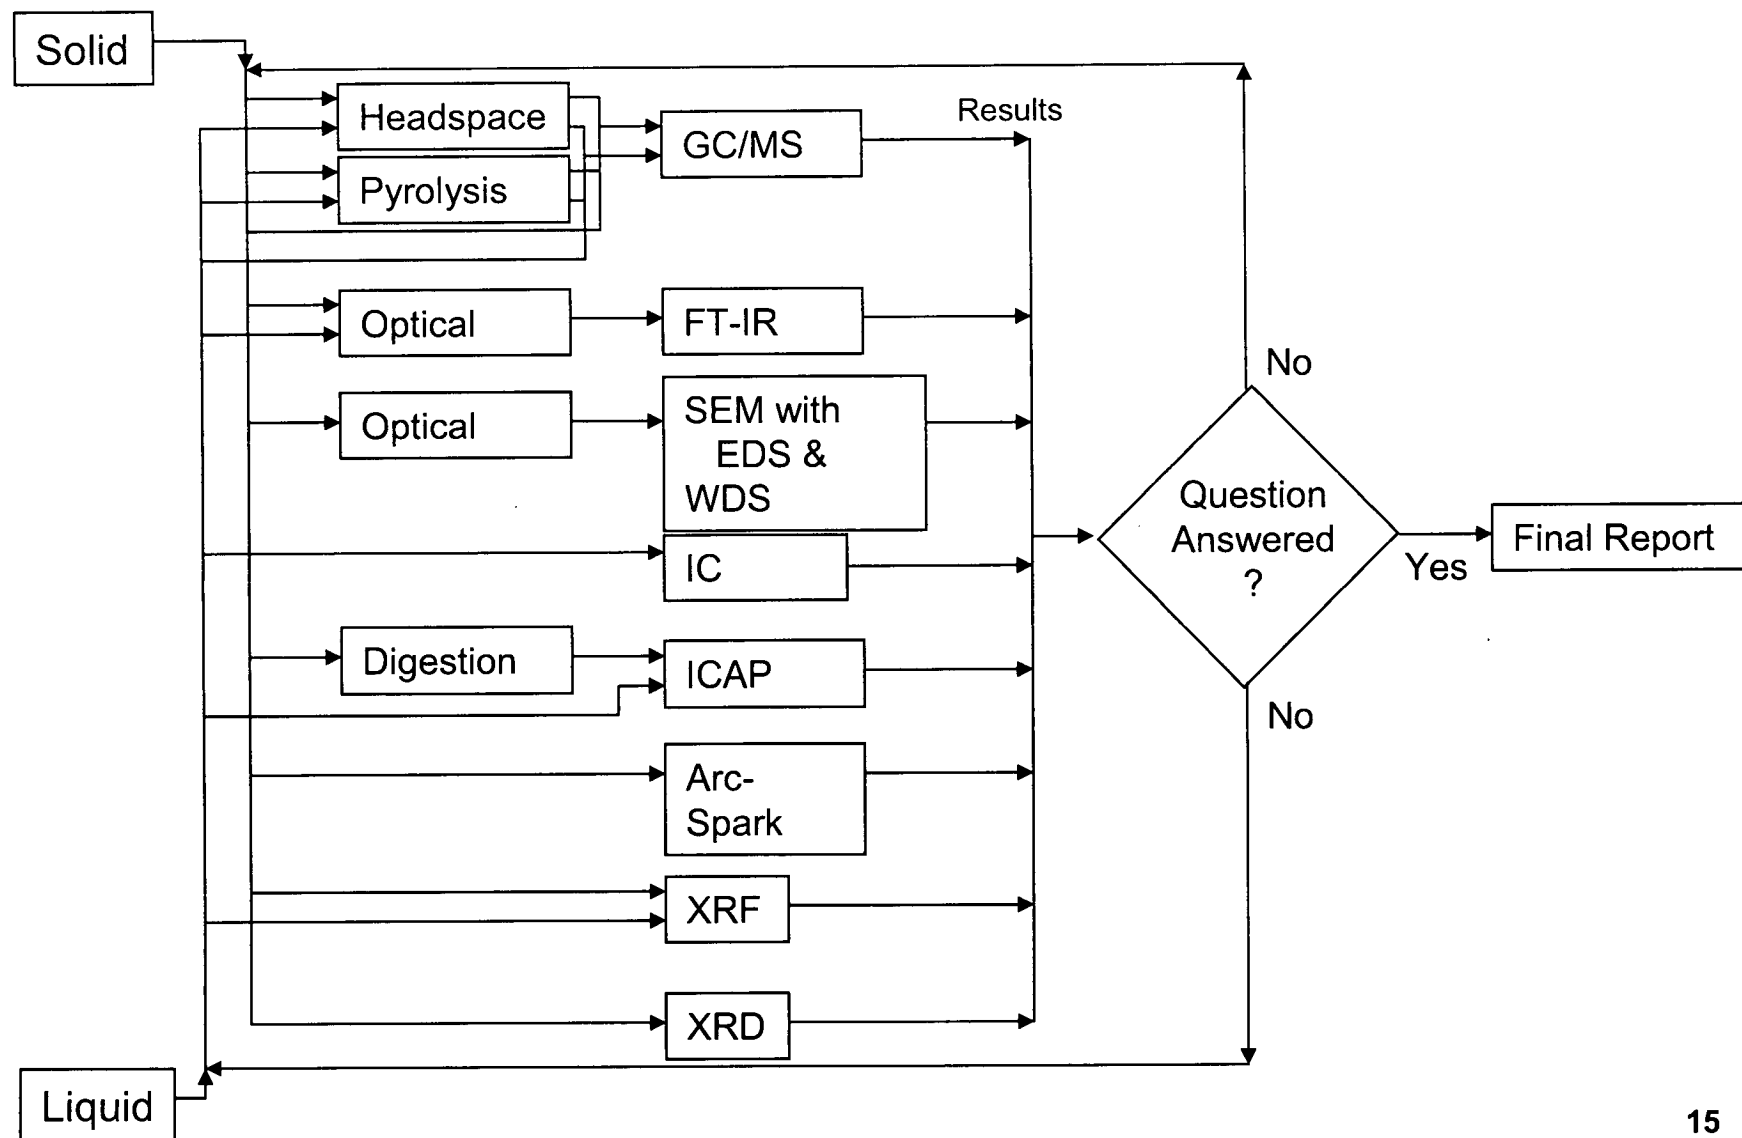 Solid
Headspace
GC/MS
Results
Pyrolysis
Optical
FT-IR
No
Optical
SEM with
EDS &
WDS
Question
Answered
?
Yes
Final Report
IC
Digestion
ICAP
No
Arc-
Spark
XRF
XRD
Liquid
15